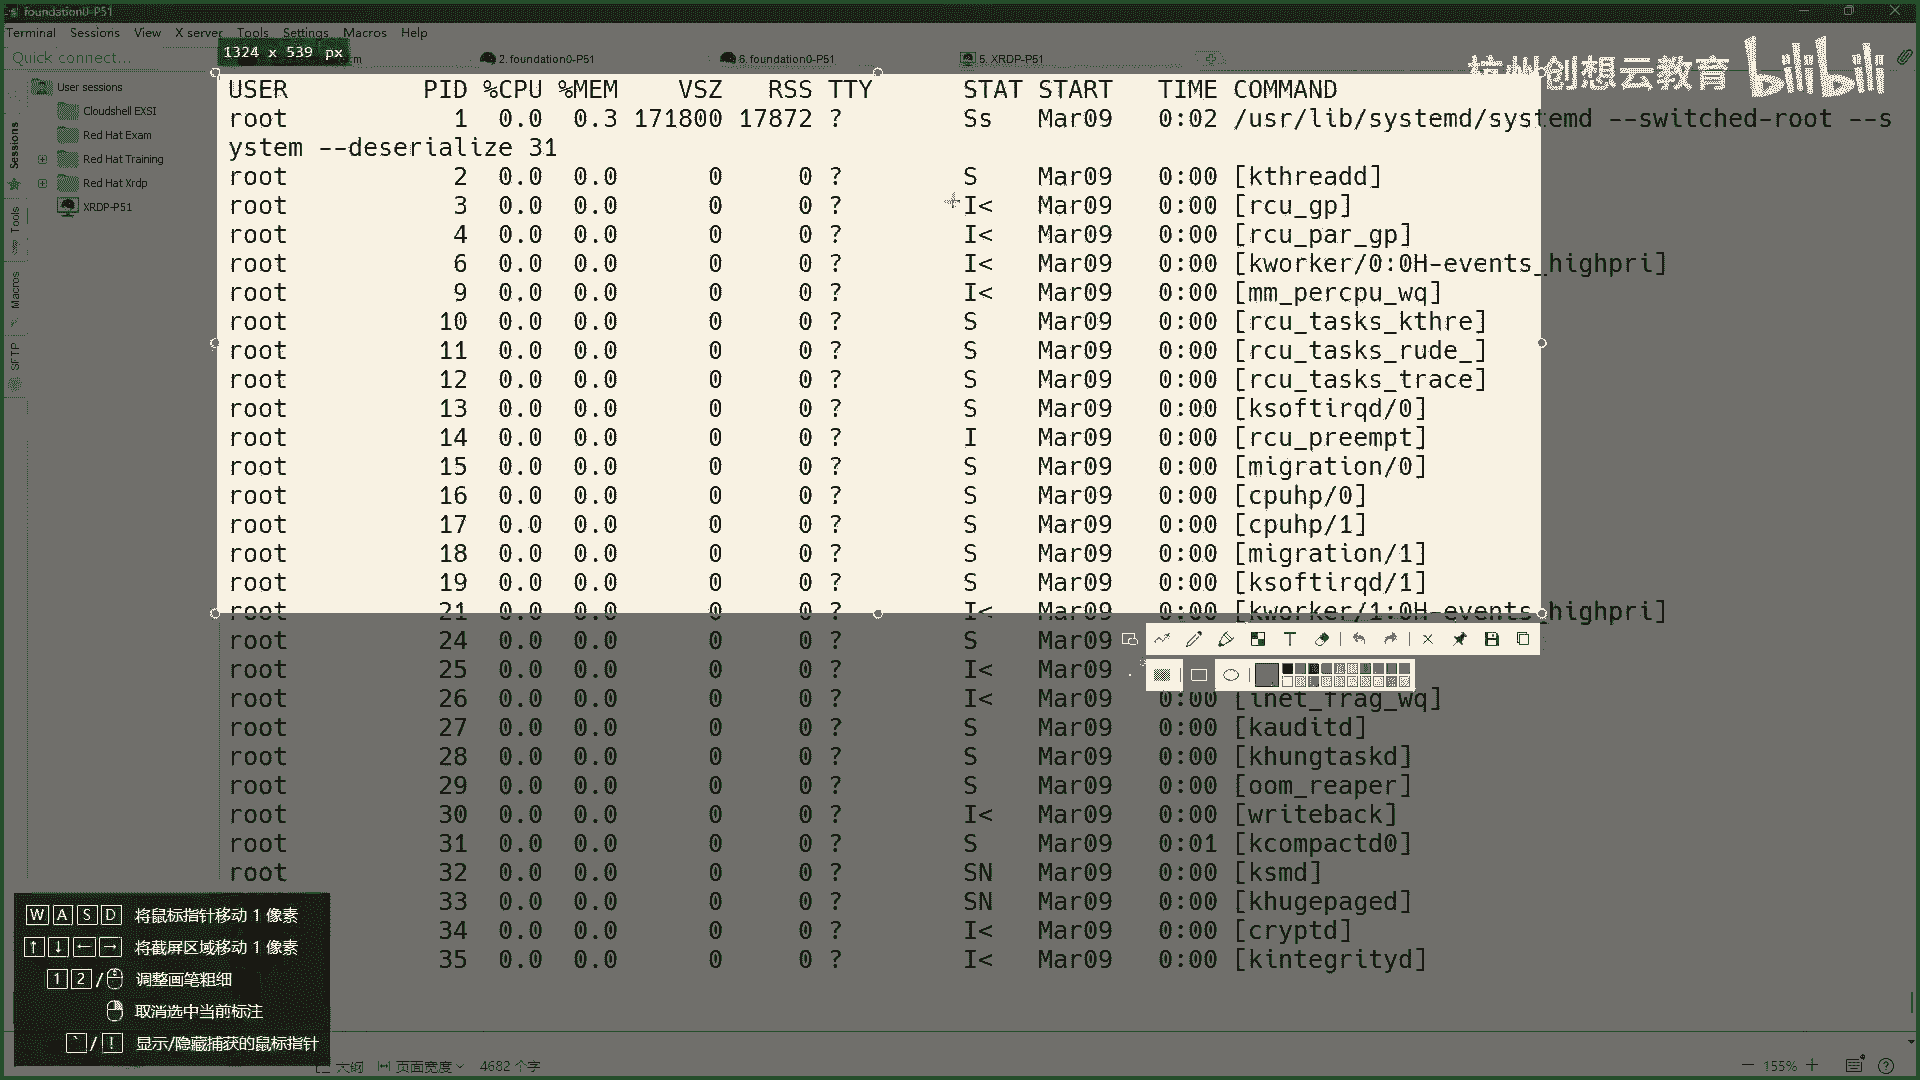 foundation0-P51
Terminal Sessions View X server Tools Settings Macros Help
Quick connect...
1324 x 539 px
2. foundation0-P51
6. foundation0-P51
5. XRDP-P51
杭州创想云教育 bilibili
User sessions
Cloudshell EXSI
Red Hat Exam
Red Hat Training
Red Hat Xrdp
XRDP-P51
Sessions
Tools
Macros
SFTP
USER PID %CPU %MEM VSZ RSS TTY STAT START TIME COMMAND
root 1 0.0 0.3 171800 17872 ? Ss Mar09 0:02 /usr/lib/systemd/systemd --switched-root --s
ystem --deserialize 31
root 2 0.0 0.0 0 0 ? S Mar09 0:00 [kthreadd]
root 3 0.0 0.0 0 0 ? I< Mar09 0:00 [rcu_gp]
root 4 0.0 0.0 0 0 ? I< Mar09 0:00 [rcu_par_gp]
root 6 0.0 0.0 0 0 ? I< Mar09 0:00 [kworker/0:0H-events_highpri]
root 9 0.0 0.0 0 0 ? I< Mar09 0:00 [mm_percpu_wq]
root 10 0.0 0.0 0 0 ? S Mar09 0:00 [rcu_tasks_kthre]
root 11 0.0 0.0 0 0 ? S Mar09 0:00 [rcu_tasks_rude_]
root 12 0.0 0.0 0 0 ? S Mar09 0:00 [rcu_tasks_trace]
root 13 0.0 0.0 0 0 ? S Mar09 0:00 [ksoftirqd/0]
root 14 0.0 0.0 0 0 ? I Mar09 0:00 [rcu_preempt]
root 15 0.0 0.0 0 0 ? S Mar09 0:00 [migration/0]
root 16 0.0 0.0 0 0 ? S Mar09 0:00 [cpuhp/0]
root 17 0.0 0.0 0 0 ? S Mar09 0:00 [cpuhp/1]
root 18 0.0 0.0 0 0 ? S Mar09 0:00 [migration/1]
root 19 0.0 0.0 0 0 ? S Mar09 0:00 [ksoftirqd/1]
root 21 0.0 0.0 0 0 ? I< Mar09 0:00 [kworker/1:0H-events_highpri]
root 24 0.0 0.0 0 0 ? S
root 25 0.0 0.0 0 0 ? I<
root 26 0.0 0.0 0 0 ? I< Mar09 0:00 [inet_frag_wq]
root 27 0.0 0.0 0 0 ? S Mar09 0:00 [kauditd]
root 28 0.0 0.0 0 0 ? S Mar09 0:00 [khungtaskd]
root 29 0.0 0.0 0 0 ? S Mar09 0:00 [oom_reaper]
root 30 0.0 0.0 0 0 ? I< Mar09 0:00 [writeback]
root 31 0.0 0.0 0 0 ? S Mar09 0:01 [kcompactd0]
root 32 0.0 0.0 0 0 ? SN Mar09 0:00 [ksmd]
33 0.0 0.0 0 0 ? SN Mar09 0:00 [khugepaged]
34 0.0 0.0 0 0 ? I< Mar09 0:00 [cryptd]
35 0.0 0.0 0 0 ? I< Mar09 0:00 [kintegrityd]
W A S D 将鼠标指针移动 1 像素
↑ ↓ ← → 将截屏区域移动 1 像素
1 2 / 调整画笔粗细
取消选中当前标注
` / ! 显示/隐藏捕获的鼠标指针
大纲 页面宽度 4682 个字
155%